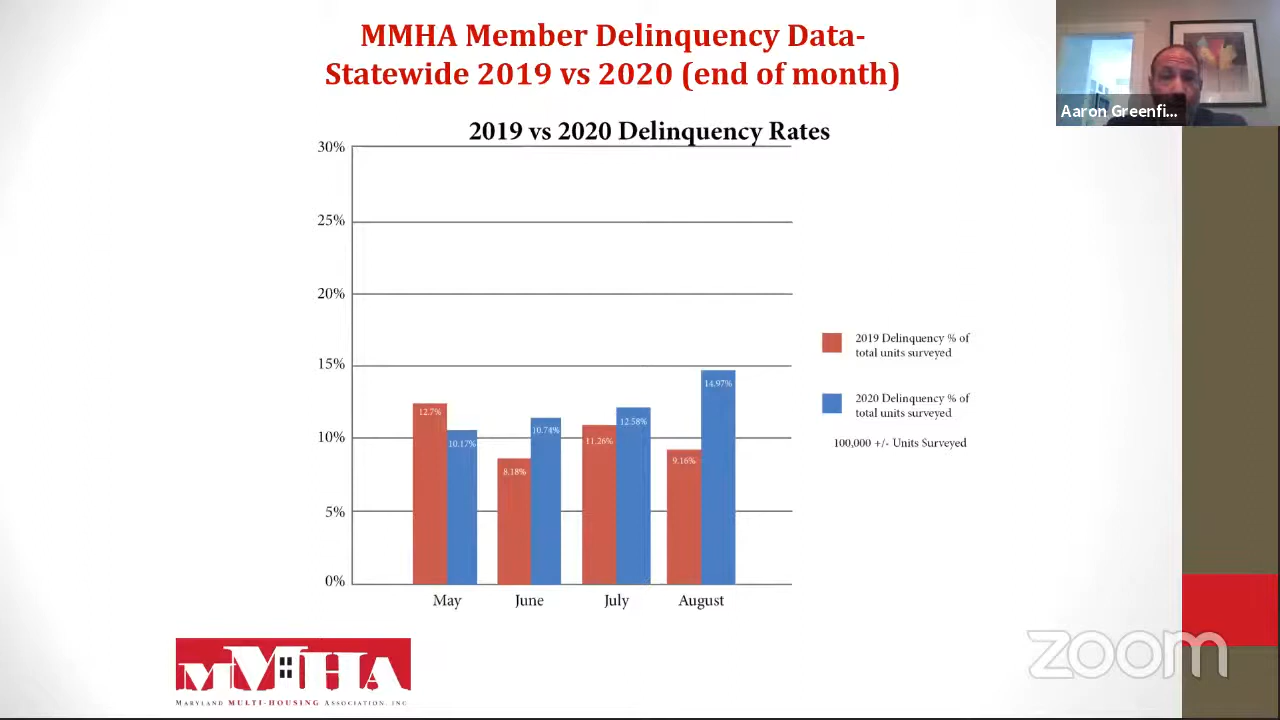 MMHA Member Delinquency Data-
Statewide 2019 vs 2020 (end of month)
Aaron Greenfi...
2019 vs 2020 Delinquency Rates
30%
25%
20%
15%
10%
5%
0%
12.7%
10.17%
8.18%
10.74%
11.26%
12.58%
9.16%
14.97%
May
June
July
August
2019 Delinquency % of
total units surveyed
2020 Delinquency % of
total units surveyed
100,000 +/- Units Surveyed
MMHA
MARYLAND MULTI-HOUSING ASSOCIATION, INC
zoom